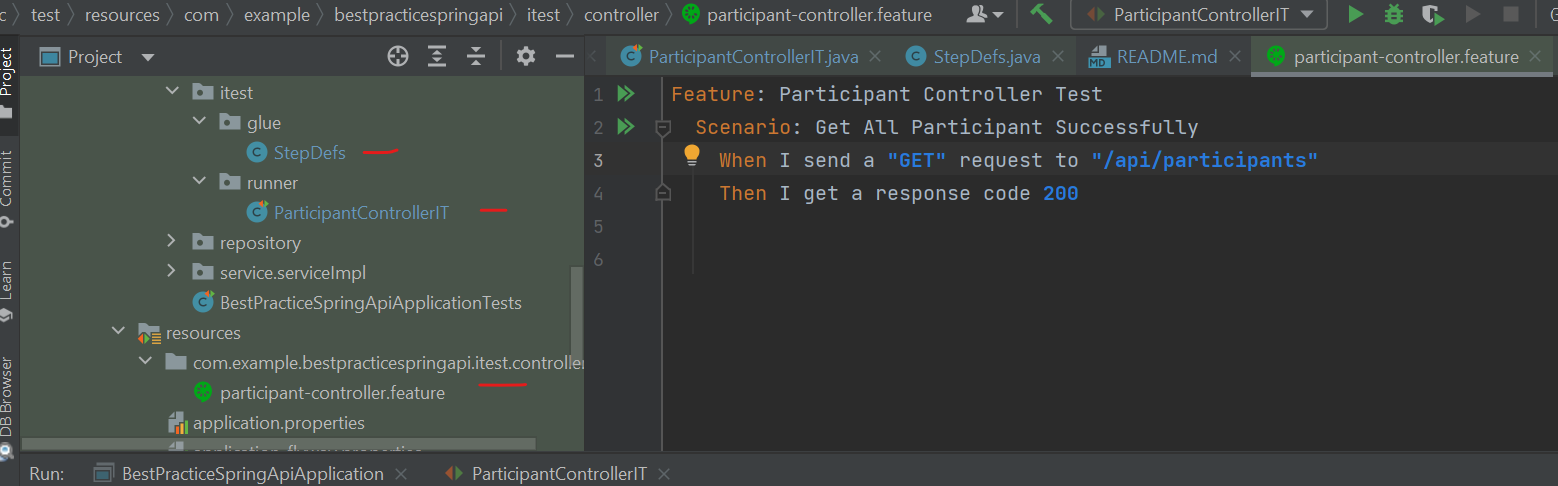 test resources com example bestpracticespringapi itest controller participant-controller.feature ParticipantControllerIT
Project
ParticipantControllerIT.java StepDefs.java MD README.md participant-controller.feature
Project
Commit
Learn
DB Browser
itest
glue
StepDefs
runner
ParticipantControllerIT
repository
service.serviceImpl
BestPracticeSpringApiApplicationTests
resources
com.example.bestpracticespringapi.itest.controller
participant-controller.feature
application.properties
1 Feature: Participant Controller Test
2 Scenario: Get All Participant Successfully
3 When I send a "GET" request to "/api/participants"
4 Then I get a response code 200
5
6
Run: BestPracticeSpringApiApplication ParticipantControllerIT